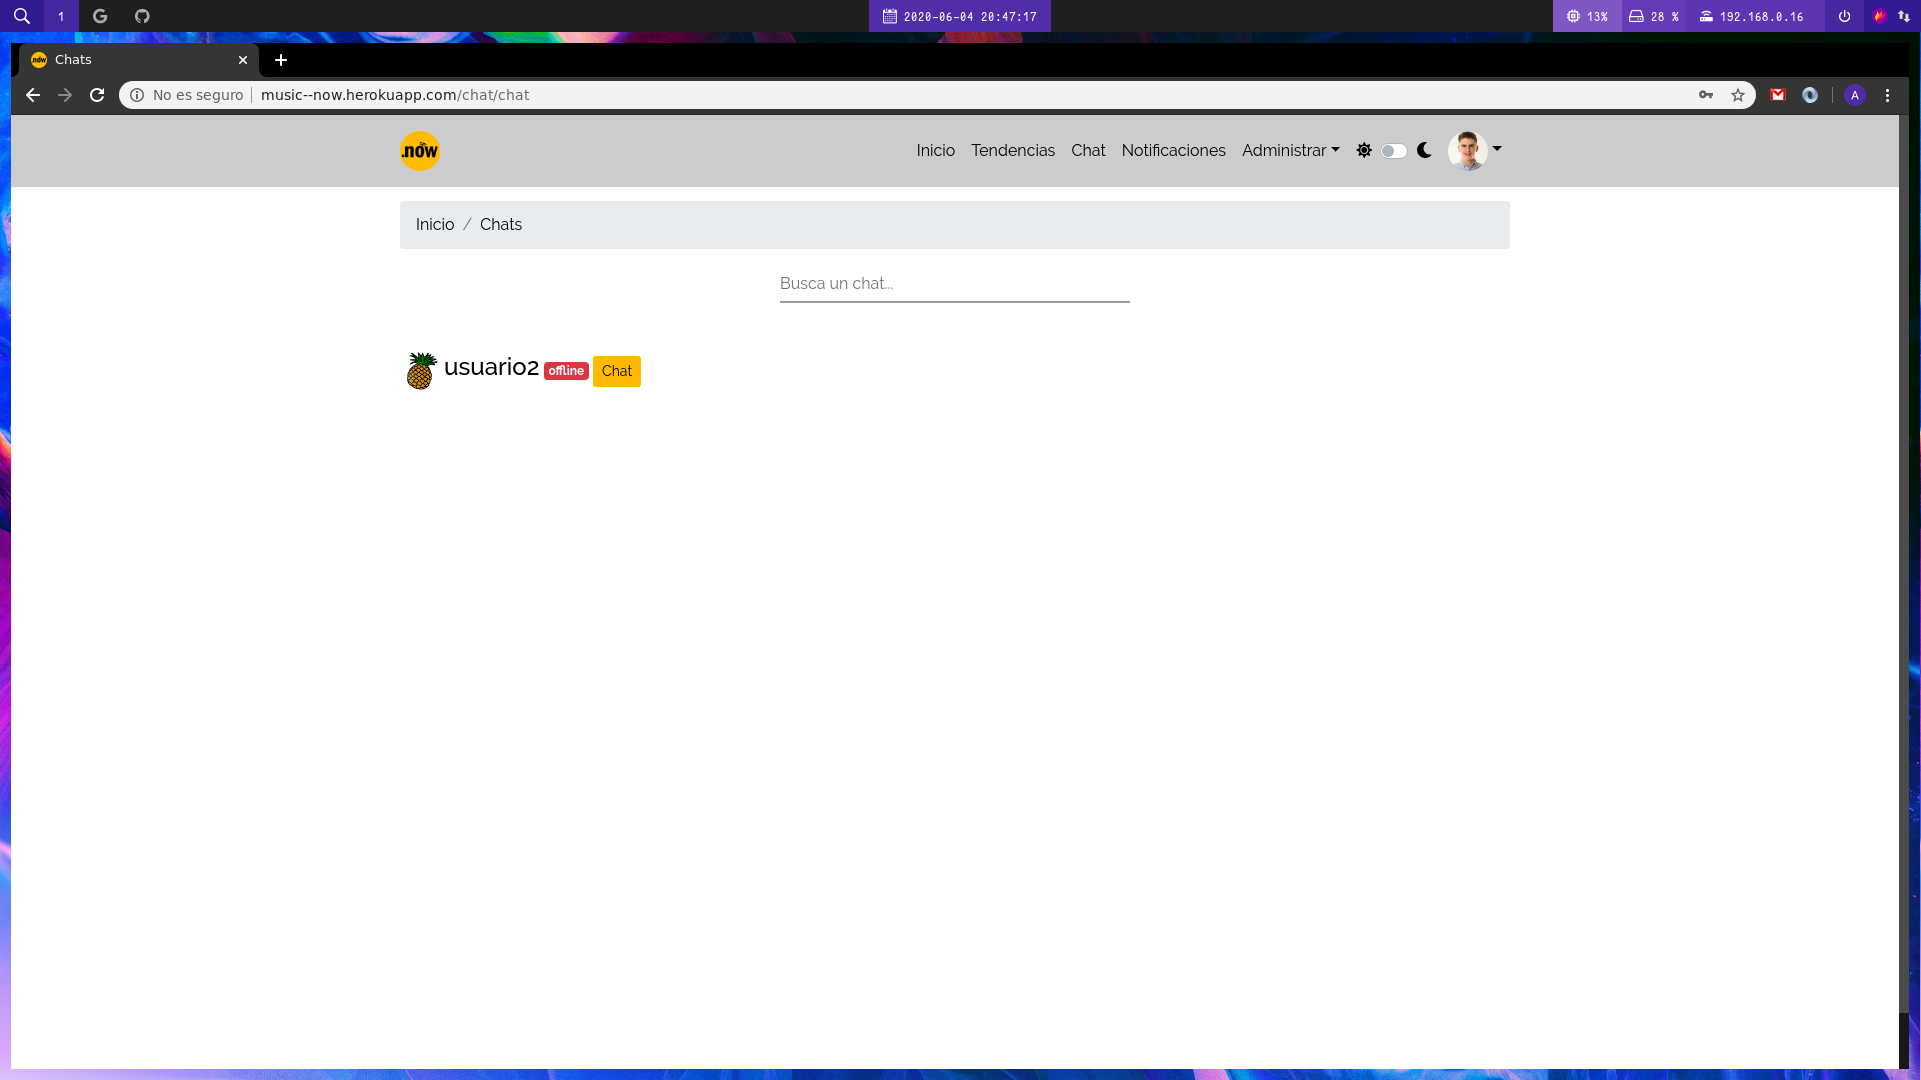 1
2020-06-04 20:47:17
13%
28 %
192.168.0.16
.now Chats
No es seguro music--now.herokuapp.com/chat/chat
A
.now
Inicio Tendencias Chat Notificaciones Administrar
Inicio / Chats
Busca un chat...
usuario2 offline Chat